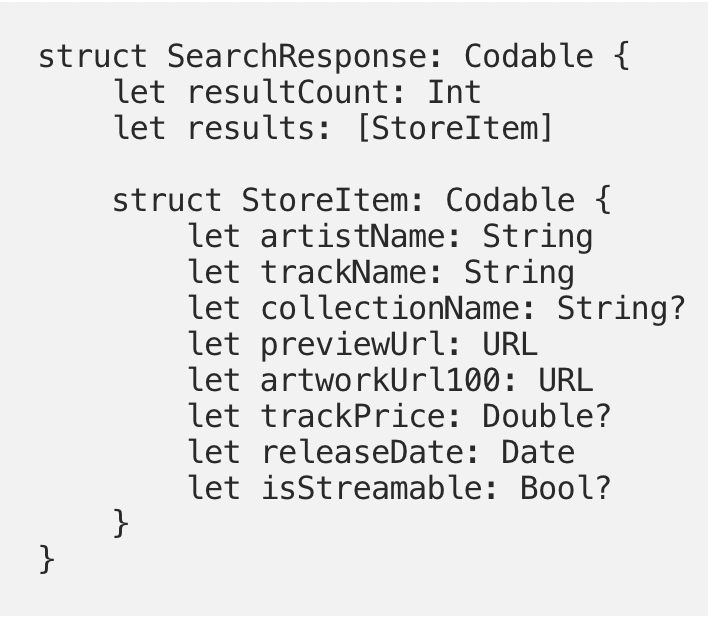 struct SearchResponse: Codable {
    let resultCount: Int
    let results: [StoreItem]

    struct StoreItem: Codable {
        let artistName: String
        let trackName: String
        let collectionName: String?
        let previewUrl: URL
        let artworkUrl100: URL
        let trackPrice: Double?
        let releaseDate: Date
        let isStreamable: Bool?
    }
}